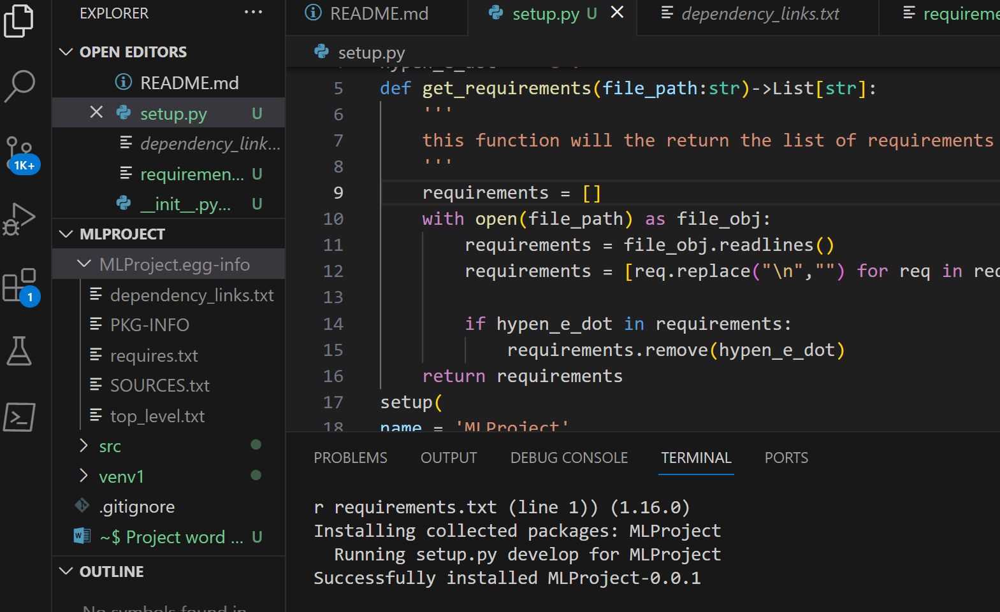 EXPLORER
···
OPEN EDITORS
README.md
setup.py U
dependency_link...
requiremen... U
__init__.py... U
MLPROJECT
MLProject.egg-info
dependency_links.txt
PKG-INFO
requires.txt
SOURCES.txt
top_level.txt
src
venv1
.gitignore
~$ Project word ... U
OUTLINE
No symbols found in
1K+
1
README.md
setup.py U
dependency_links.txt
setup.py
5 def get_requirements(file_path:str)->List[str]:
6 '''
7 this function will the return the list of requirements
8 '''
9 requirements = []
10 with open(file_path) as file_obj:
11 requirements = file_obj.readlines()
12 requirements = [req.replace("\n","") for req in
13
14 if hypen_e_dot in requirements:
15 requirements.remove(hypen_e_dot)
16 return requirements
17 setup(
18 name = 'MLProject'
PROBLEMS OUTPUT DEBUG CONSOLE TERMINAL PORTS
r requirements.txt (line 1)) (1.16.0)
Installing collected packages: MLProject
Running setup.py develop for MLProject
Successfully installed MLProject-0.0.1